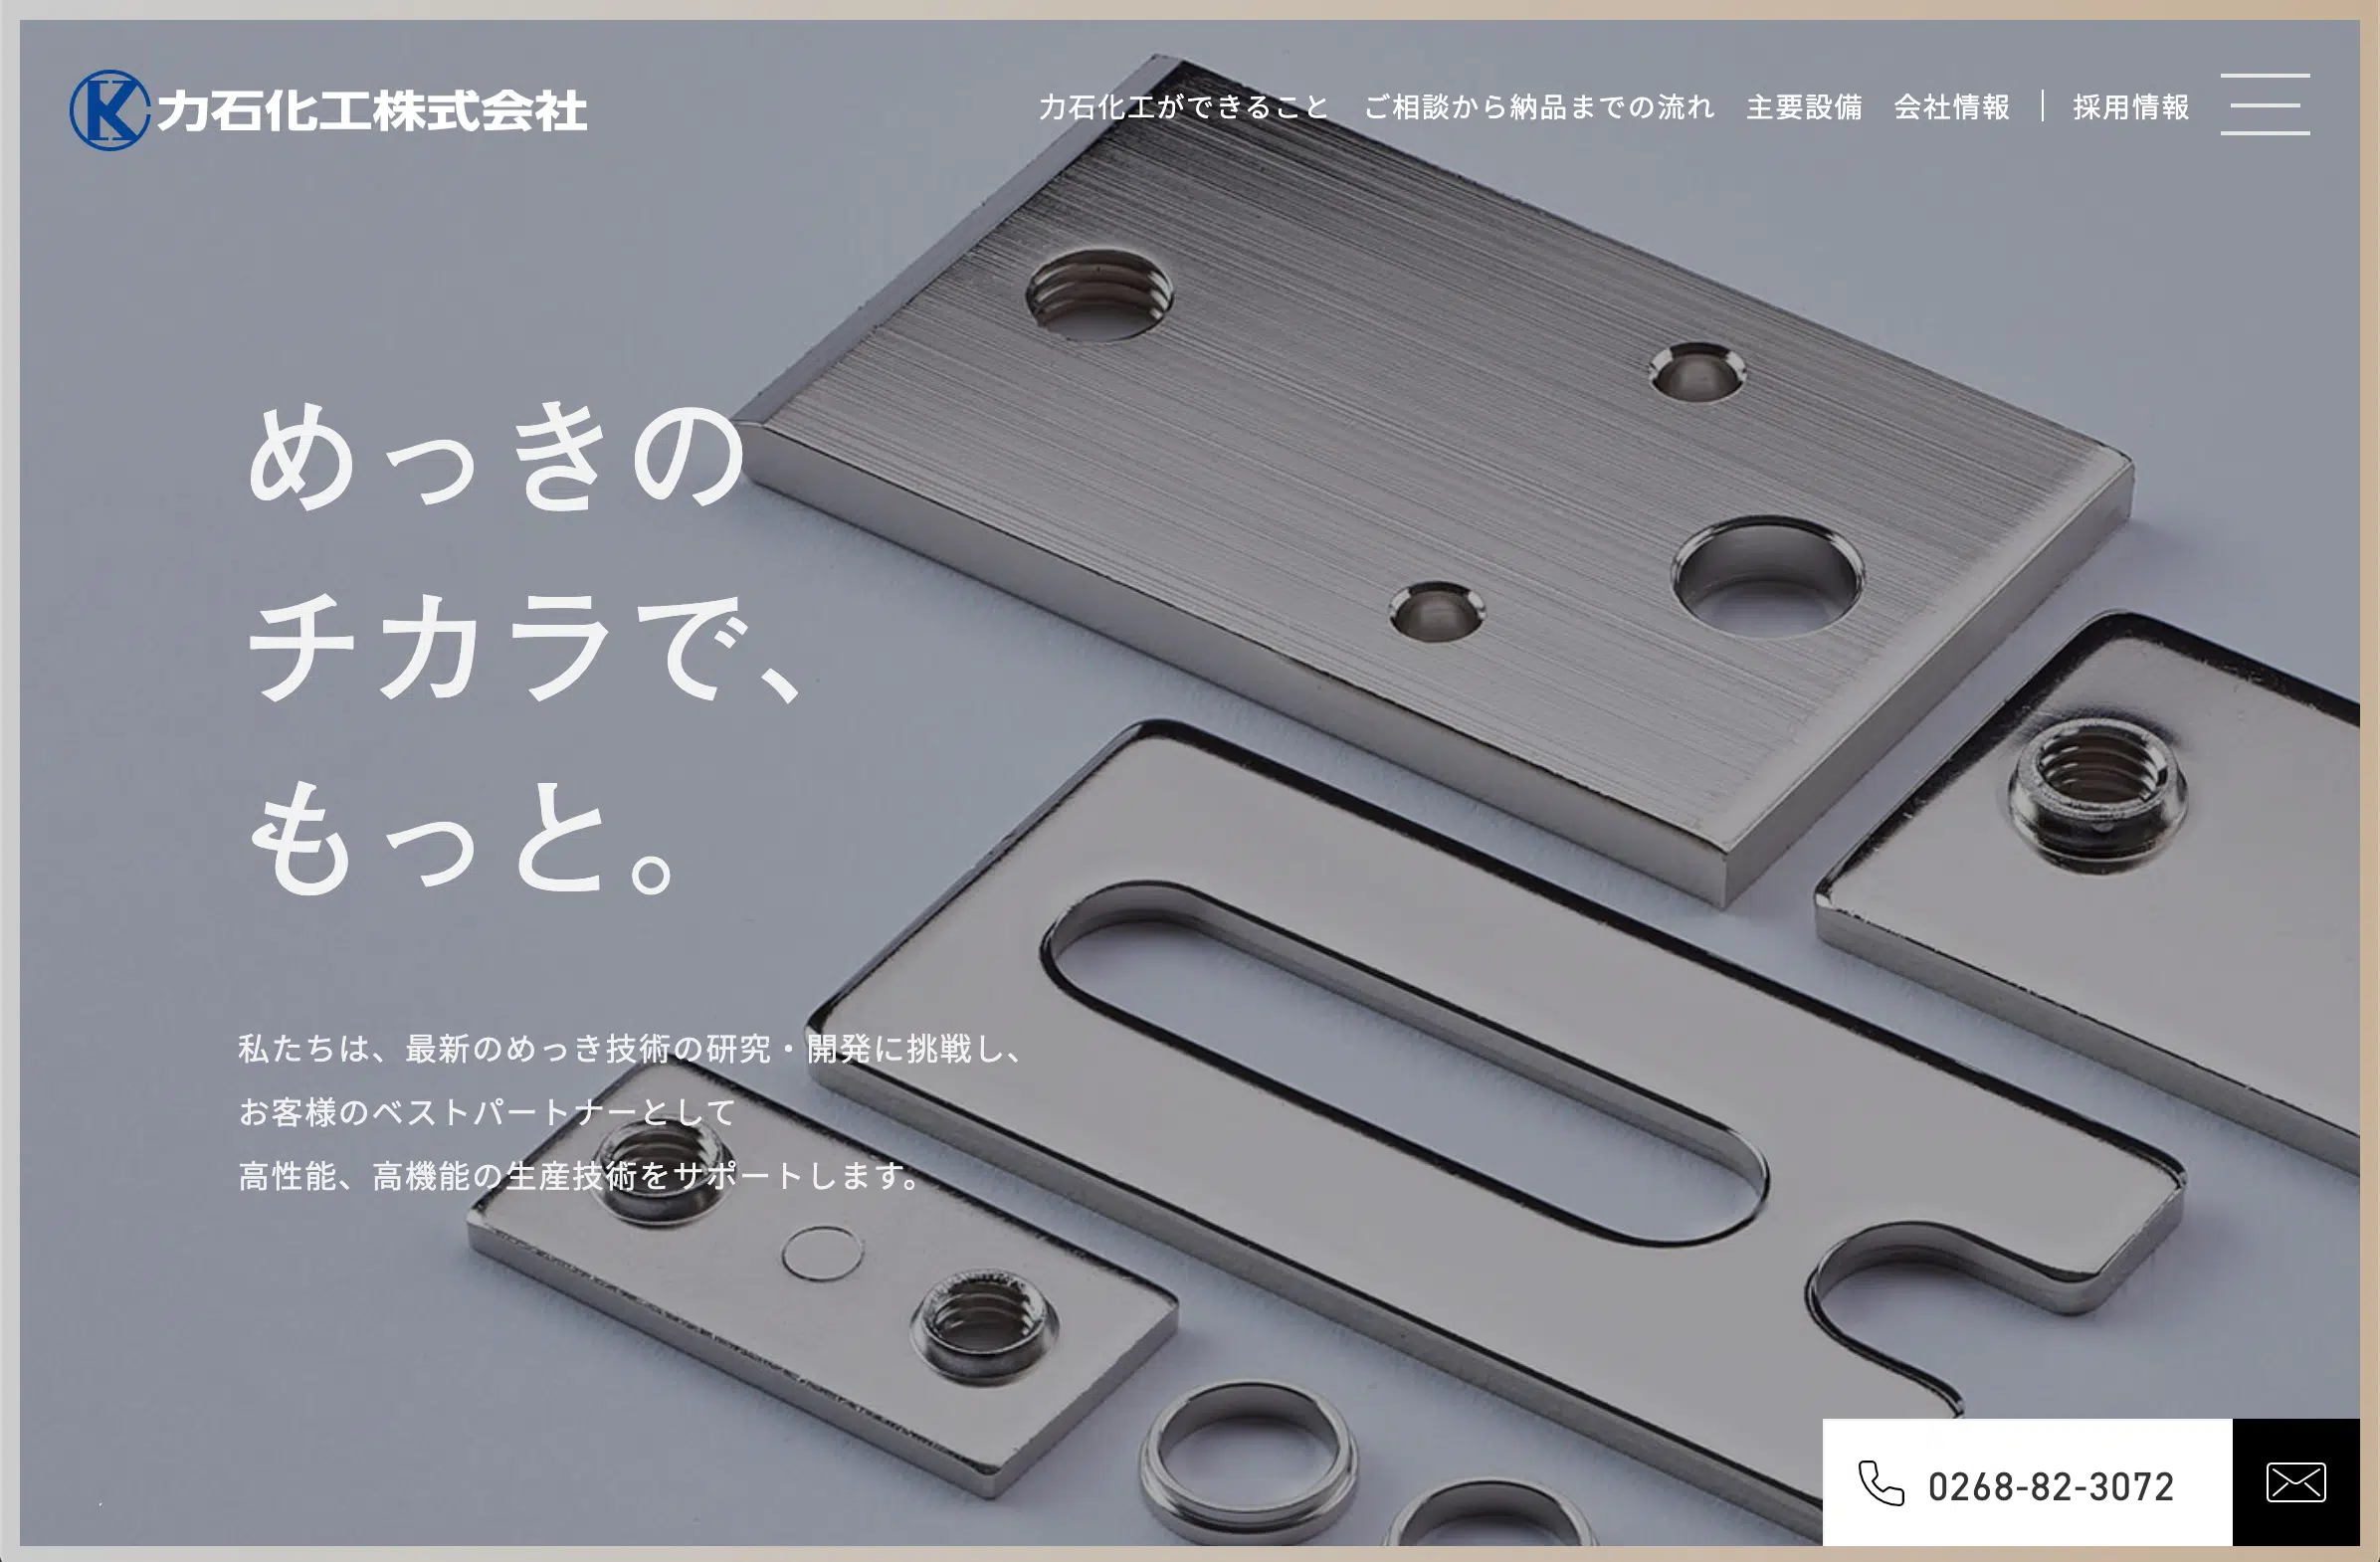 力石化工株式会社
力石化工ができること ご相談から納品までの流れ 主要設備 会社情報 採用情報
めっきの
チカラで、
もっと。
私たちは、最新のめっき技術の研究・開発に挑戦し、
お客様のベストパートナーとして
高性能、高機能の生産技術をサポートします。
0268-82-3072